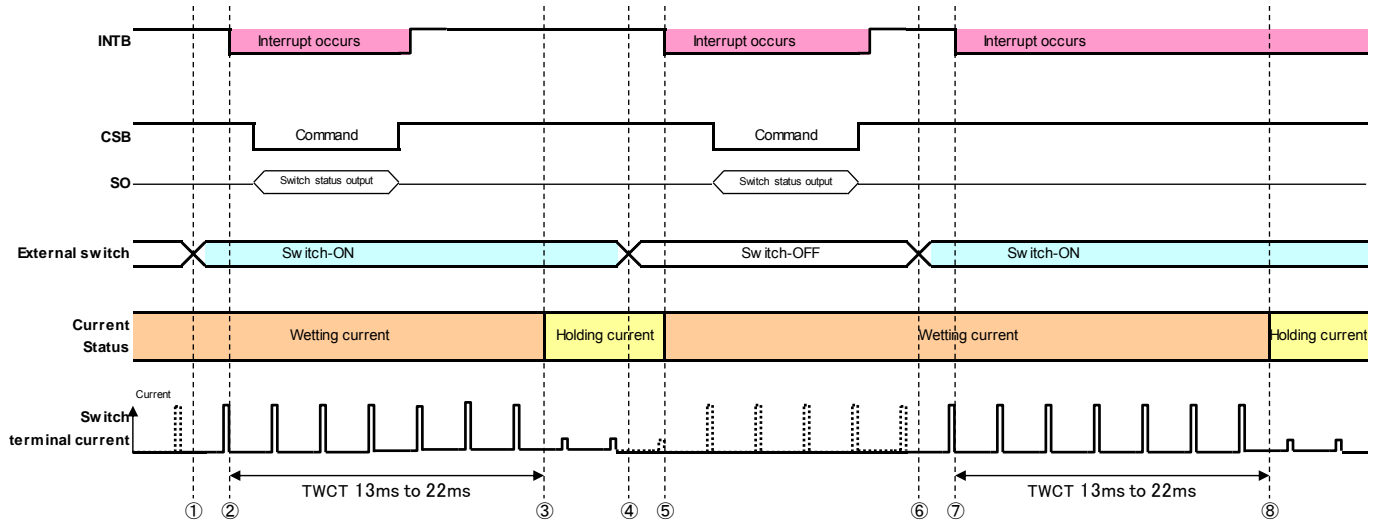 INTB
Interrupt occurs
Interrupt occurs
Interrupt occurs
CSB
Command
Command
SO
Switch status output
Switch status output
External switch
Switch-ON
Switch-OFF
Switch-ON
Current
Status
Wetting current
Holding current
Wetting current
Holding current
Current
Switch
terminal current
TWCT 13ms to 22ms
TWCT 13ms to 22ms
① ② ③ ④ ⑤ ⑥ ⑦ ⑧